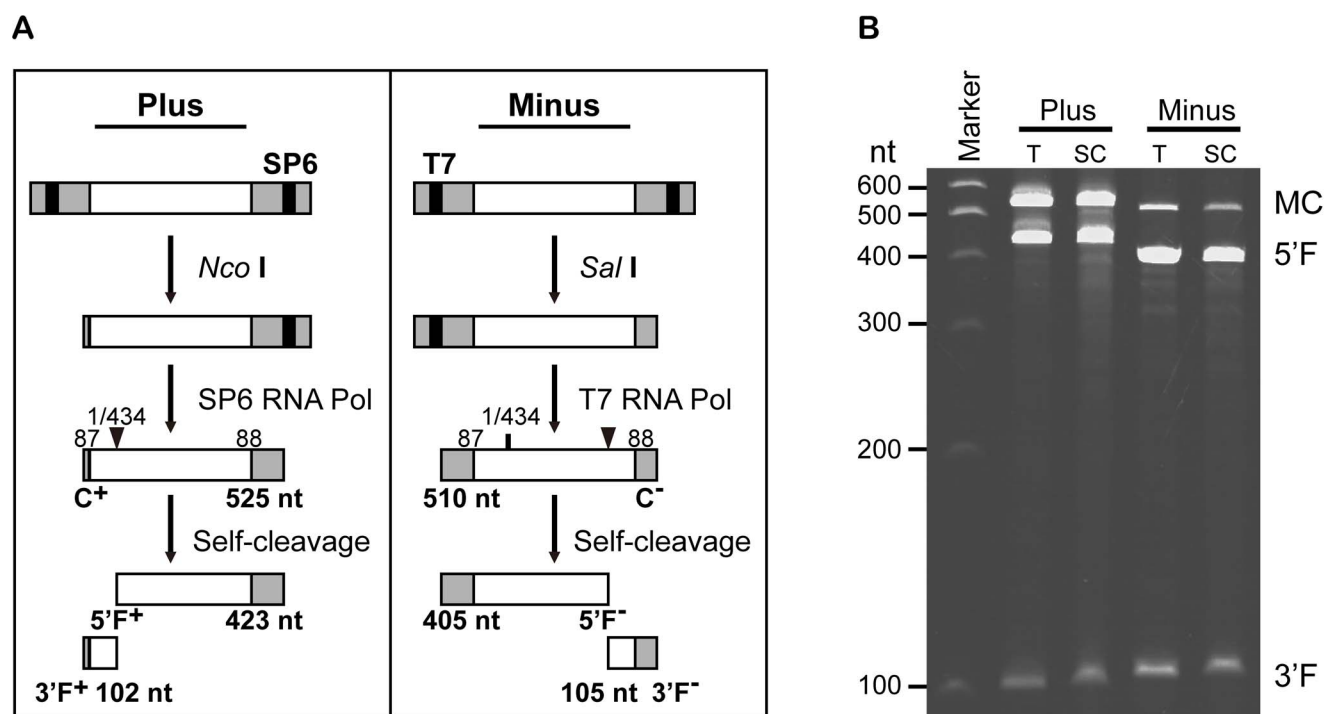 A
Plus
SP6
Nco I
SP6 RNA Pol
1/434
87
88
C+
525 nt
Self-cleavage
5'F+
423 nt
3'F+ 102 nt
Minus
T7
Sal I
T7 RNA Pol
1/434
87
88
510 nt
C-
Self-cleavage
405 nt
5'F-
105 nt 3'F-
B
Marker
Plus
Minus
nt
T
SC
T
SC
600
500
400
300
200
100
MC
5'F
3'F